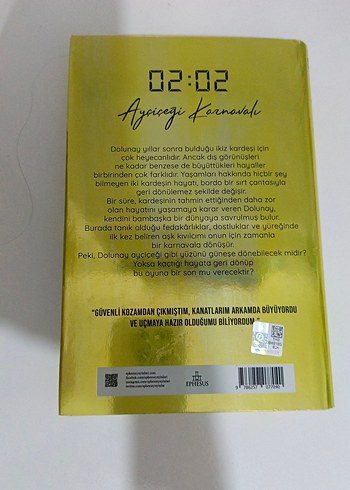 02:02
Ayçiçeği Karnavalı
Dolunay yıllar sonra bulduğu ikiz kardeşi için
çok heyecanlıdır. Ancak dış görünüşleri
ne kadar benzese de büyüttükleri hayaller
birbirinden çok farklıdır. Yaşamları hakkında hiçbir şey
bilmeyen iki kardeşin hayatı, bordo bir sırt çantasıyla
geri dönülemez şekilde değişir.
Bir süre, kardeşinin tahmin ettiğinden daha zor
olan hayatını yaşamaya karar veren Dolunay,
kendini bambaşka bir dünyaya savrulmuş bulur.
Burada tanık olduğu fedakârlıklar, dostluklar ve yüreğinde
ilk kez beliren aşk kıvılcımı onun için zamanla
bir karnavala dönüşür.
Peki, Dolunay ayçiçeği gibi yüzünü güneşe dönebilecek midir?
Yoksa kaçtığı hayata geri dönüp
bu oyuna bir son mu verecektir?
"GÜVENLİ KOZAMDAN ÇIKMIŞTIM, KANATLARIM ARKAMDA BÜYÜYORDU
VE UÇMAYA HAZIR OLDUĞUMU BİLİYORDUM."
EPHESUS